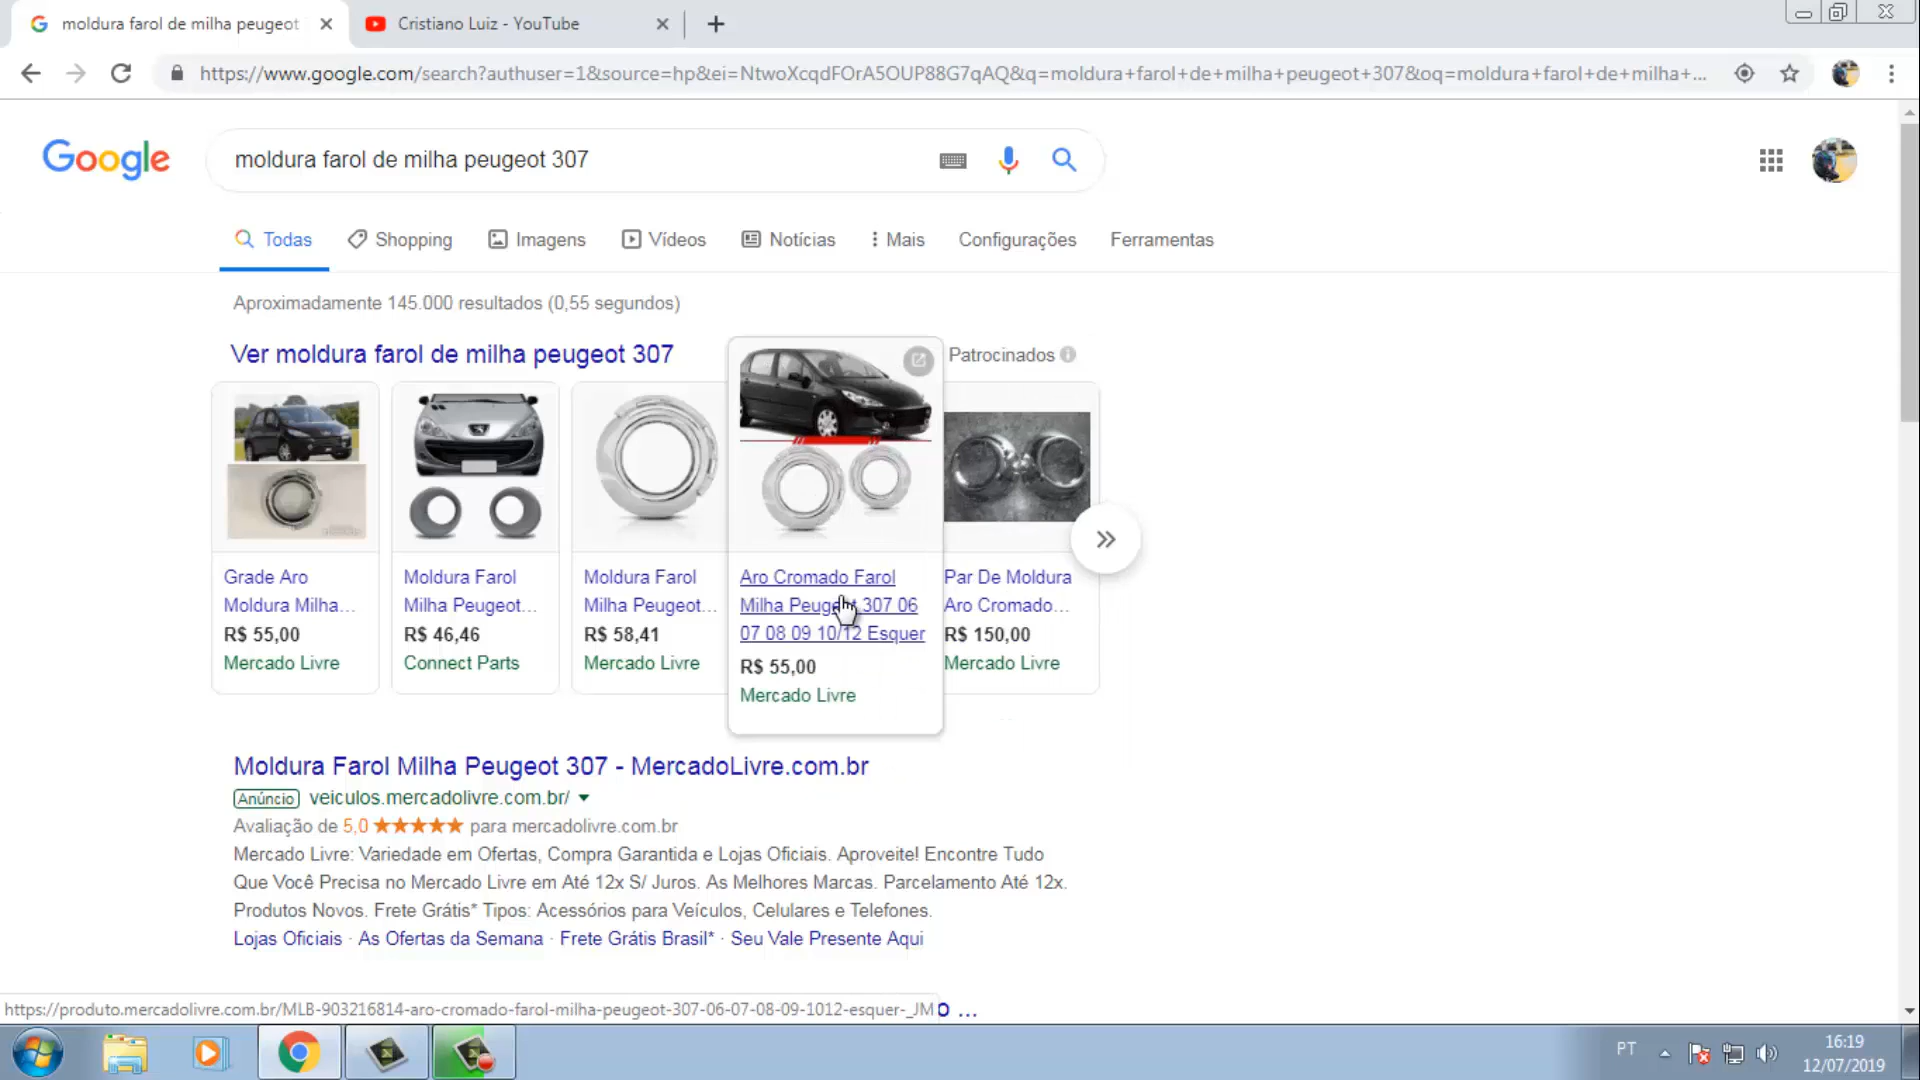 moldura farol de milha peugeot
Cristiano Luiz - YouTube
https://www.google.com/search?authuser=1&source=hp&ei=NtwoXcqdFOrA5OUP88G7qAQ&q=moldura+farol+de+milha+peugeot+307&oq=moldura+farol+de+milha+...
Google
moldura farol de milha peugeot 307
Todas Shopping Imagens Vídeos Notícias Mais Configurações Ferramentas
Aproximadamente 145.000 resultados (0,55 segundos)
Ver moldura farol de milha peugeot 307
Patrocinados
Grade Aro
Moldura Milha...
R$ 55,00
Mercado Livre
Moldura Farol
Milha Peugeot...
R$ 46,46
Connect Parts
Moldura Farol
Milha Peugeot...
R$ 58,41
Mercado Livre
Aro Cromado Farol
Milha Peugeot 307 06
07 08 09 10/12 Esquer
R$ 55,00
Mercado Livre
Par De Moldura
Aro Cromado...
R$ 150,00
Mercado Livre
Moldura Farol Milha Peugeot 307 - MercadoLivre.com.br
Anúncio veiculos.mercadolivre.com.br/
Avaliação de 5,0 ★★★★★ para mercadolivre.com.br
Mercado Livre: Variedade em Ofertas, Compra Garantida e Lojas Oficiais. Aproveite! Encontre Tudo
Que Você Precisa no Mercado Livre em Até 12x S/ Juros. As Melhores Marcas. Parcelamento Até 12x.
Produtos Novos. Frete Grátis* Tipos: Acessórios para Veículos, Celulares e Telefones.
Lojas Oficiais · As Ofertas da Semana · Frete Grátis Brasil* · Seu Vale Presente Aqui
https://produto.mercadolivre.com.br/MLB-903216814-aro-cromado-farol-milha-peugeot-307-06-07-08-09-1012-esquer-_JM
...
PT
16:19
12/07/2019